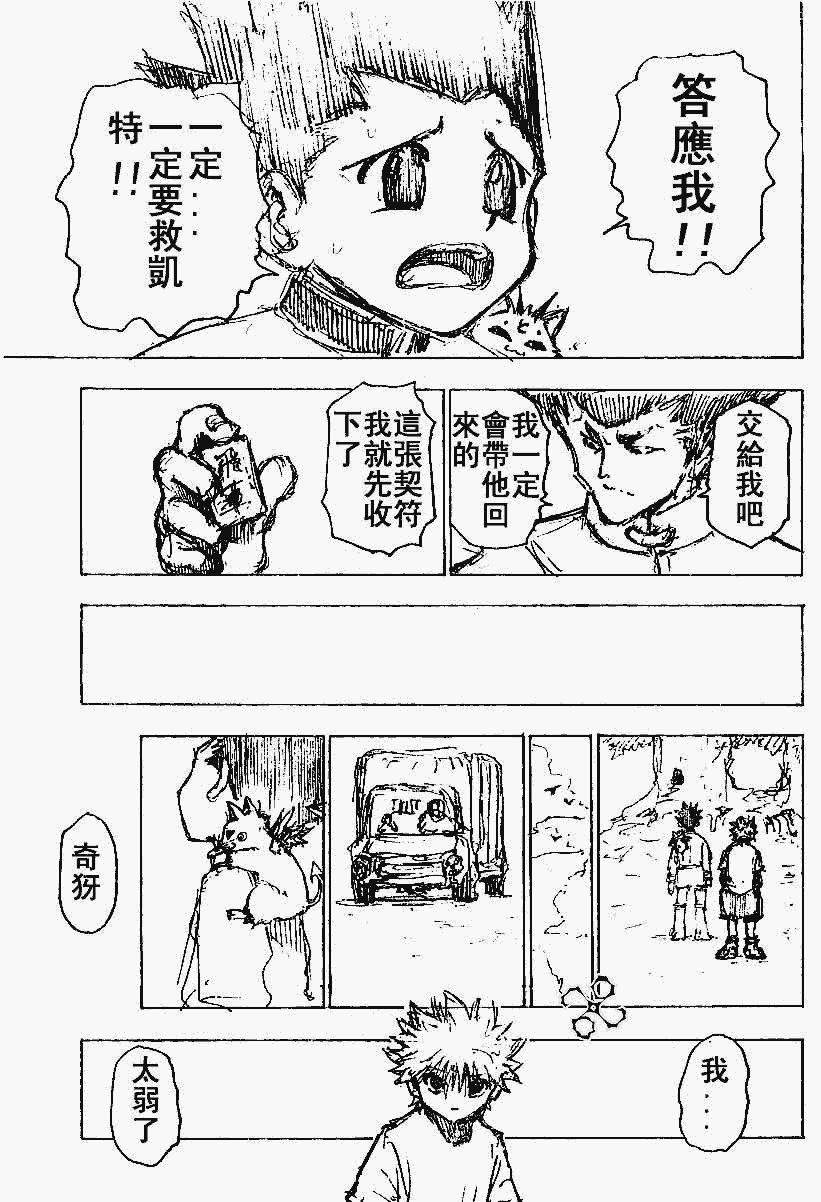 答應我!!
一定...
一定要救凱
特!!
交給我吧
我一定
會帶他回
來的
這張契符
我就先收
下了
奇犽
我...
太弱了